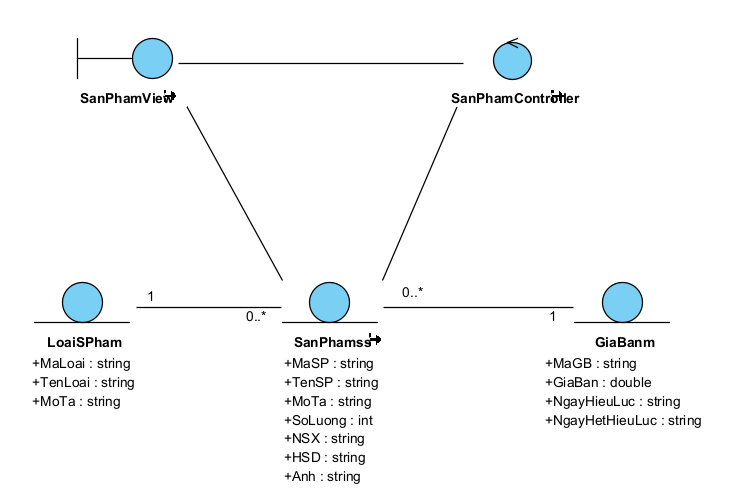 SanPhamView
SanPhamController
1
0..*
0..*
1
LoaiSPham
+MaLoai : string
+TenLoai : string
+MoTa : string
SanPhamss
+MaSP : string
+TenSP : string
+MoTa : string
+SoLuong : int
+NSX : string
+HSD : string
+Anh : string
GiaBanm
+MaGB : string
+GiaBan : double
+NgayHieuLuc : string
+NgayHetHieuLuc : string